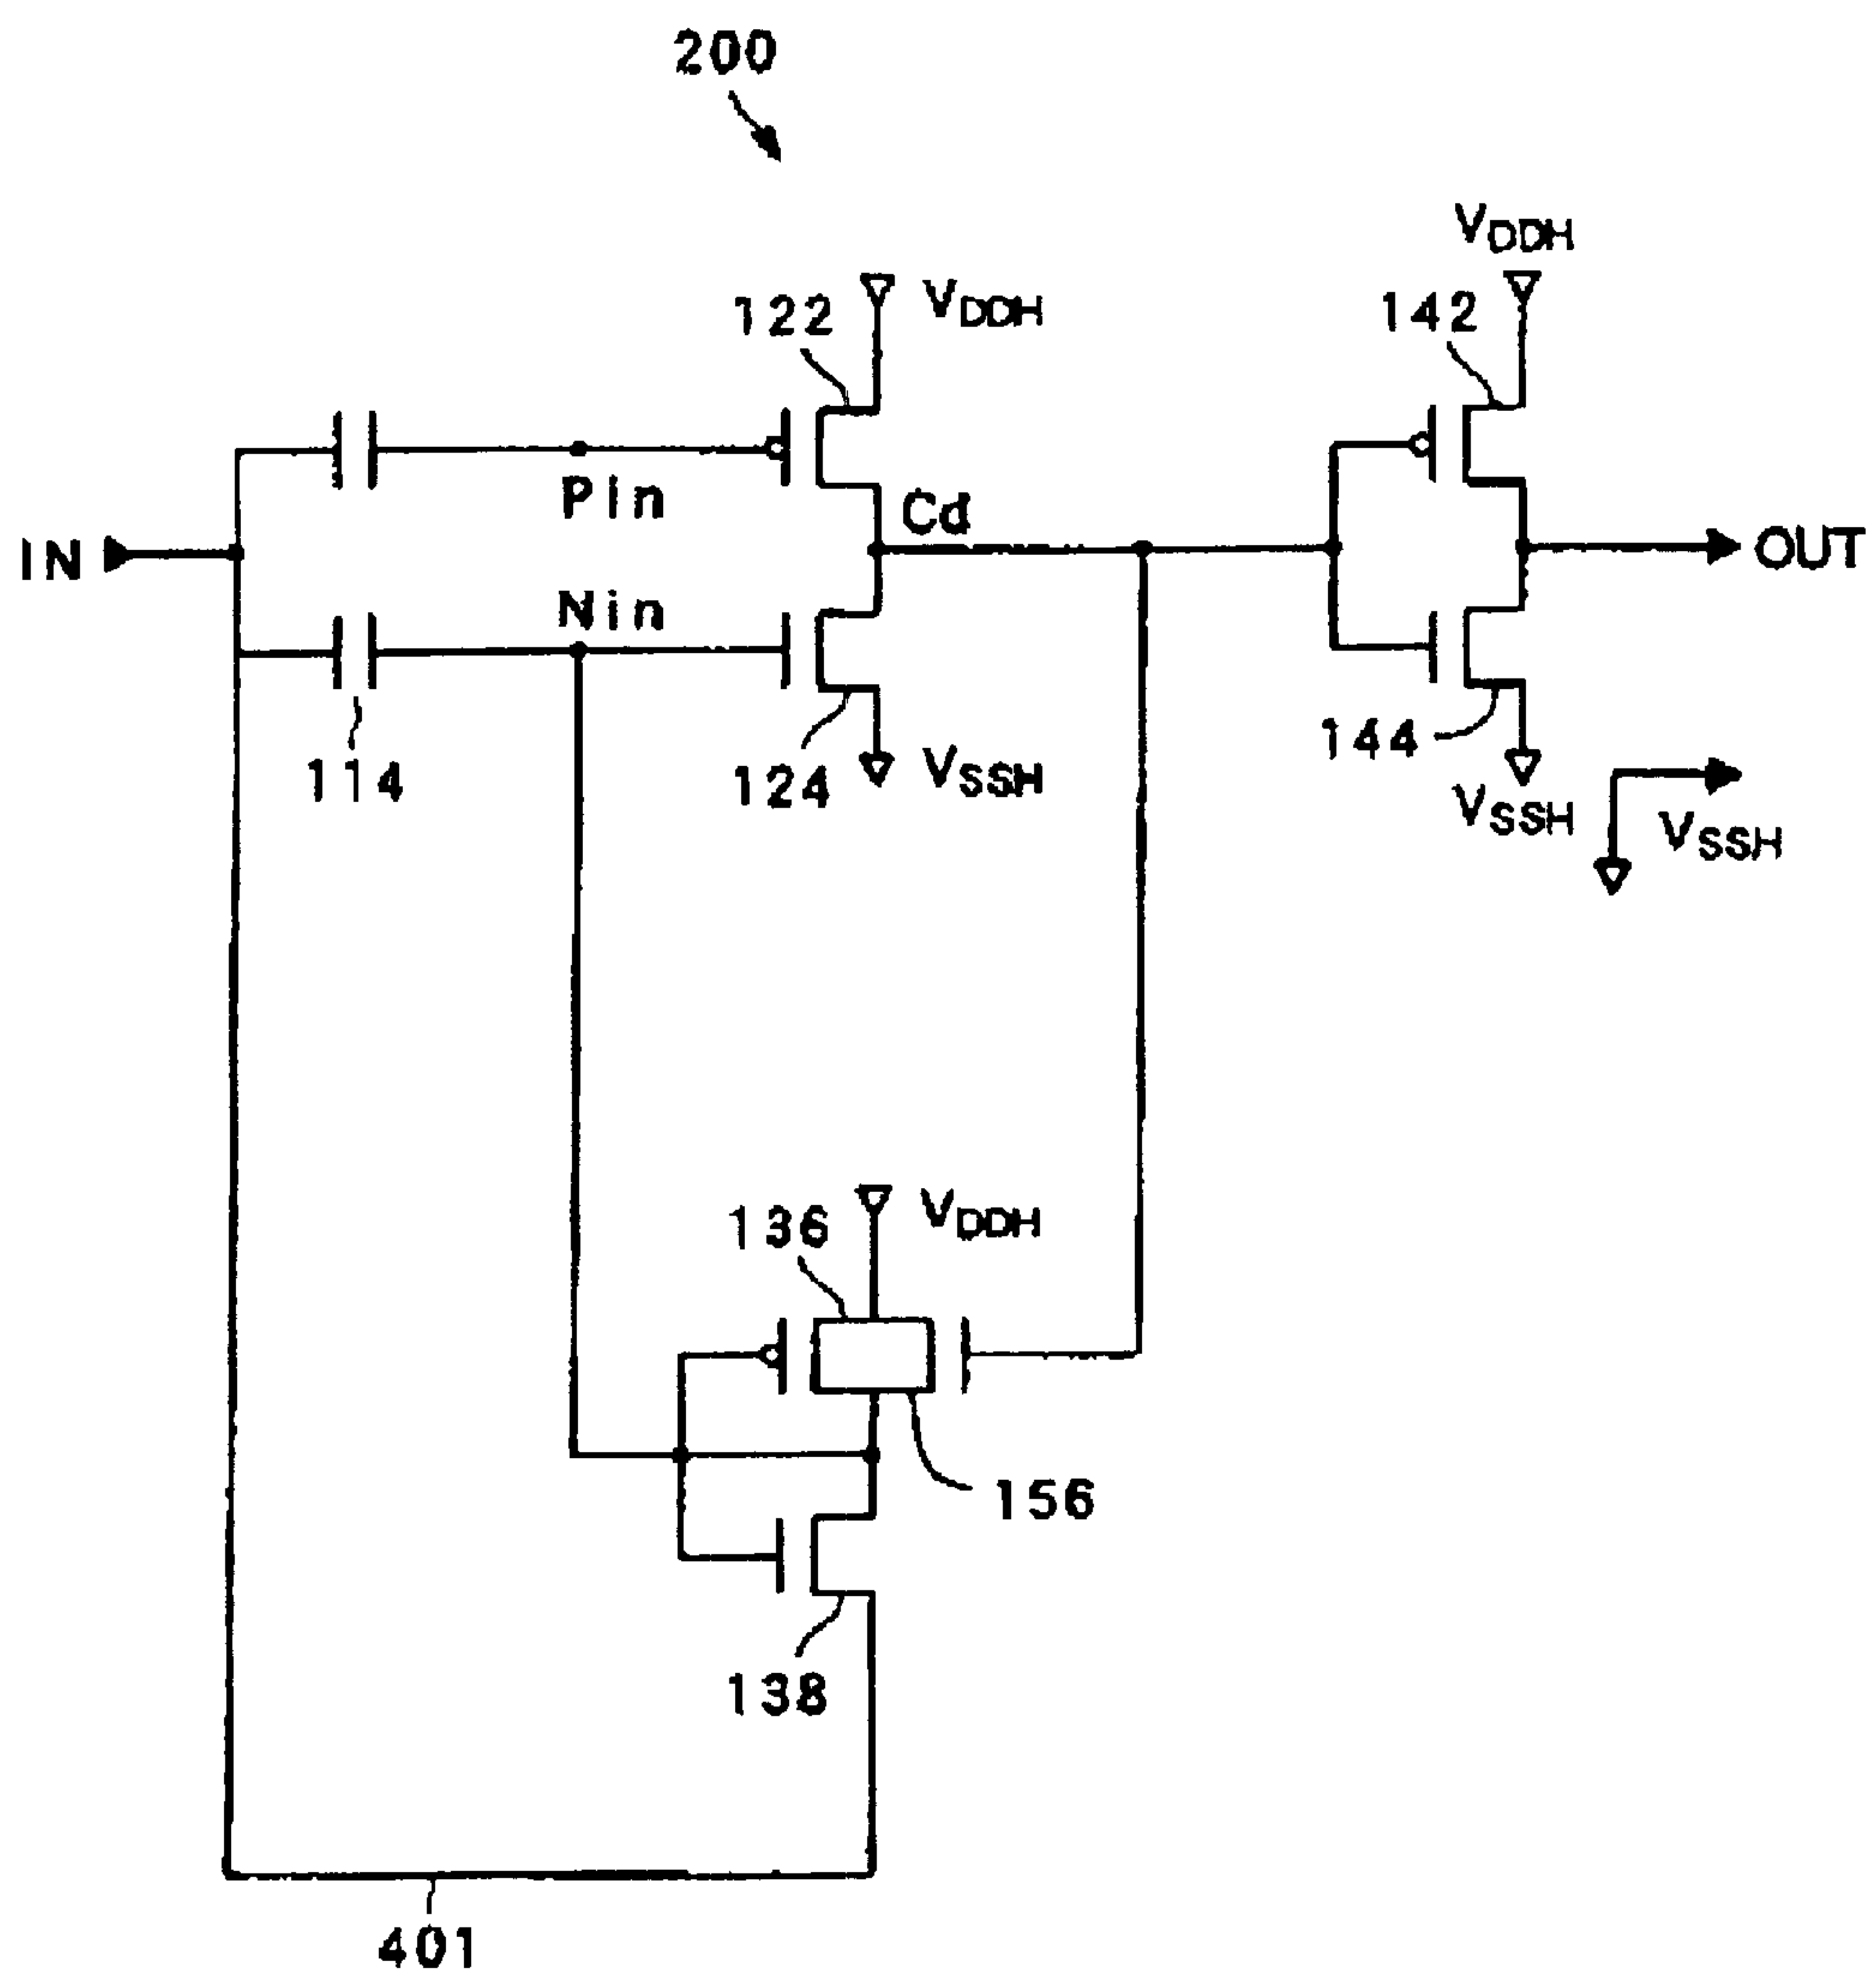 200
VDDH
122
VDDH
142
Pin
Cd
IN
OUT
Nin
114
124
VSSH
144
VSSH
VSSH
136
VDDH
156
138
401